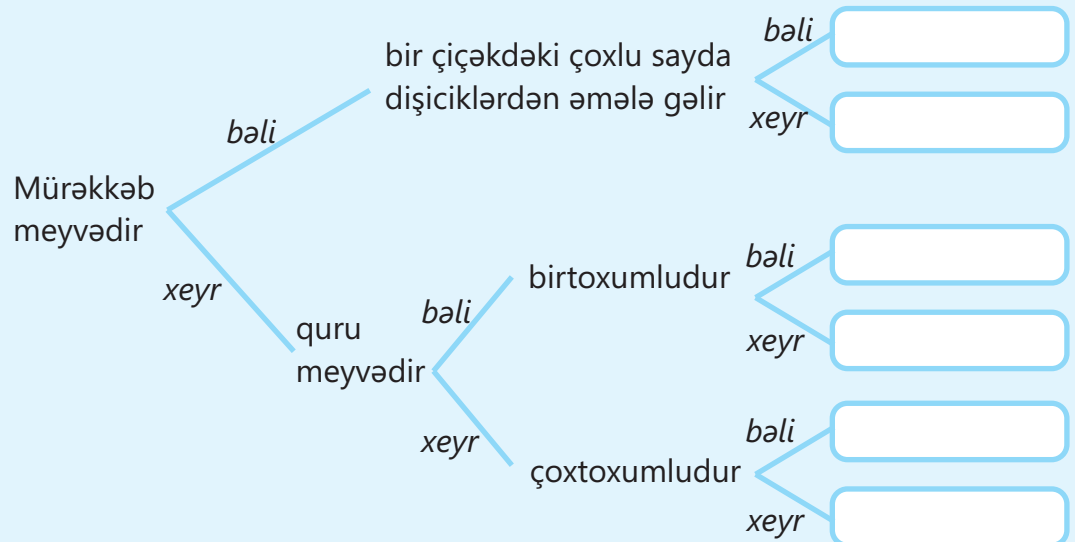 bəli
bir çiçəkdəki çoxlu sayda
dişiciklərdən əmələ gəlir
xeyr
bəli
Mürəkkəb
meyvədir
xeyr
bəli
birtoxumludur
bəli
xeyr
quru
meyvədir
xeyr
bəli
çoxtoxumludur
xeyr